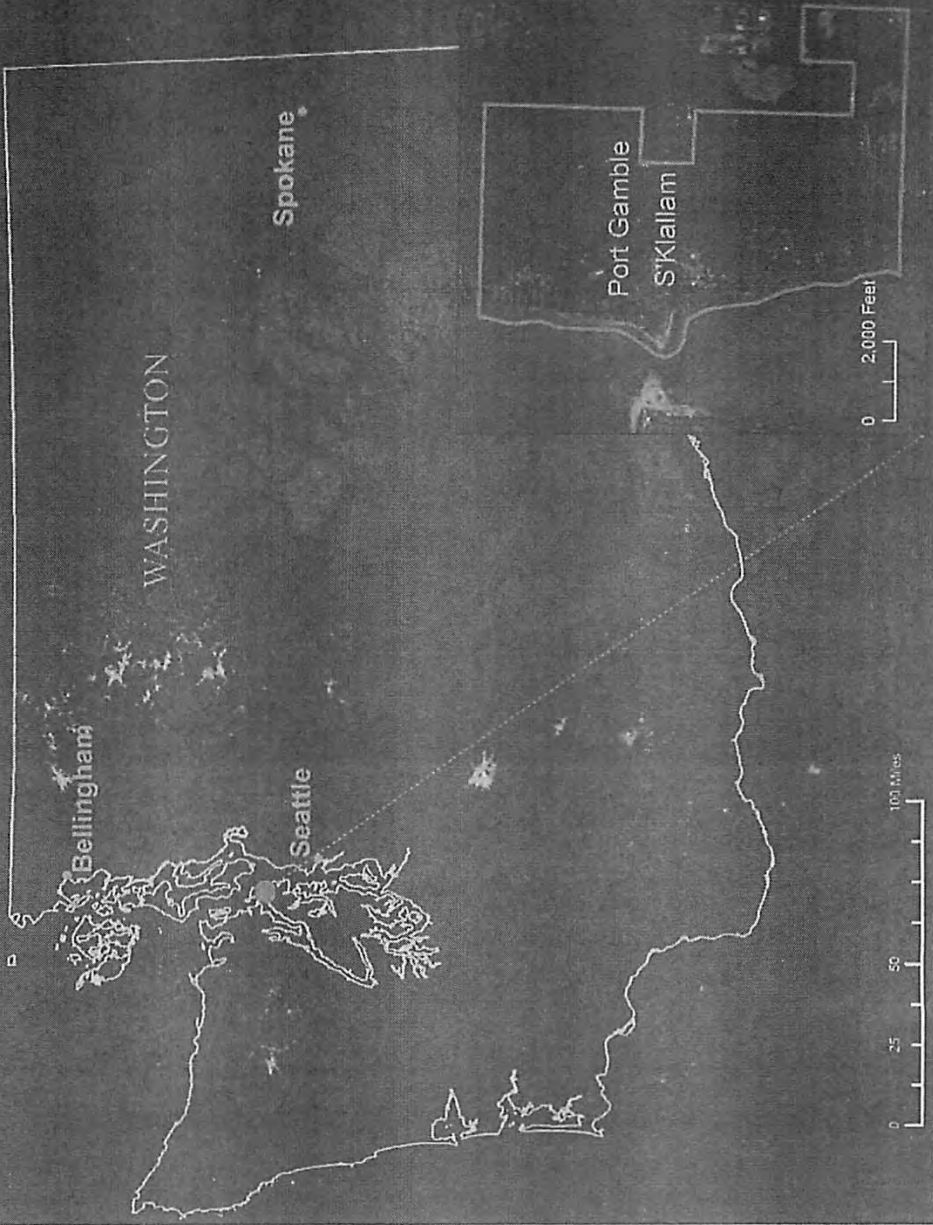 Bellingham
WASHINGTON
Seattle
Spokane
Port Gamble
S'Klallam
0 2,000 Feet
0 25 50 100 Miles